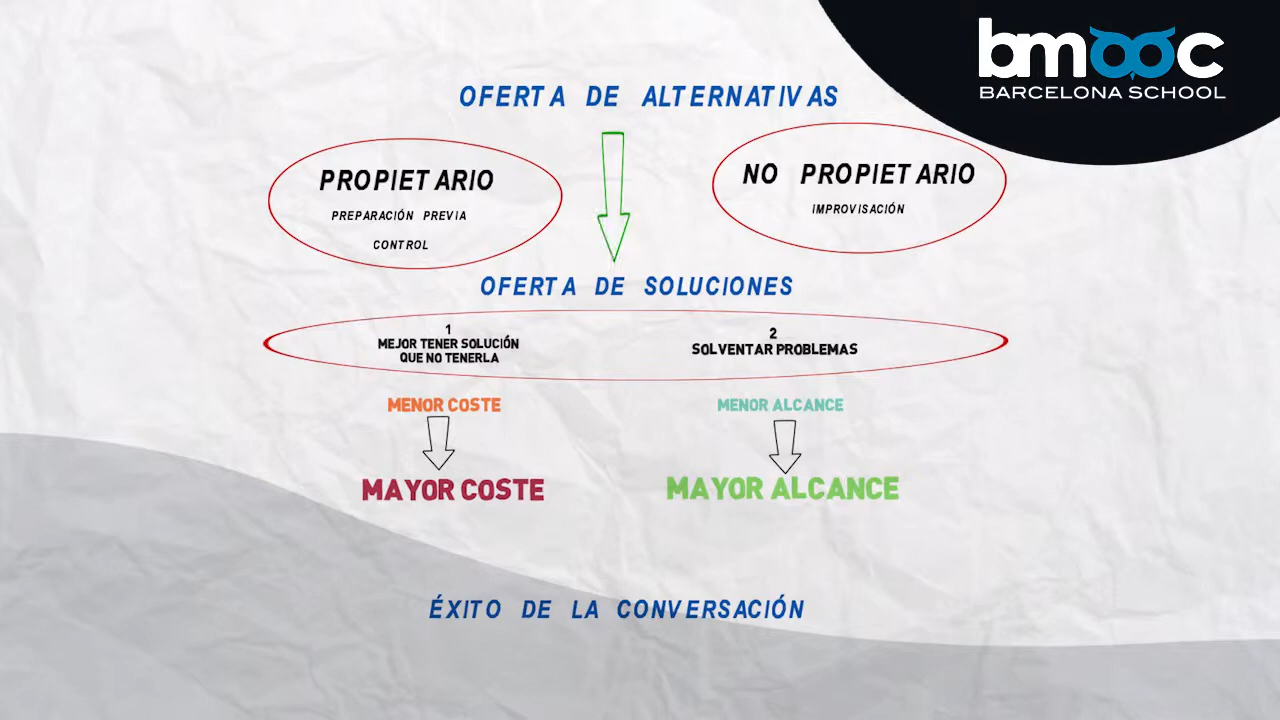 bmooc
BARCELONA SCHOOL
OFERTA DE ALTERNATIVAS
PROPIETARIO
PREPARACIÓN PREVIA
CONTROL
NO PROPIETARIO
IMPROVISACIÓN
OFERTA DE SOLUCIONES
1
MEJOR TENER SOLUCIÓN
QUE NO TENERLA
2
SOLVENTAR PROBLEMAS
MENOR COSTE
MAYOR COSTE
MENOR ALCANCE
MAYOR ALCANCE
ÉXITO DE LA CONVERSACIÓN